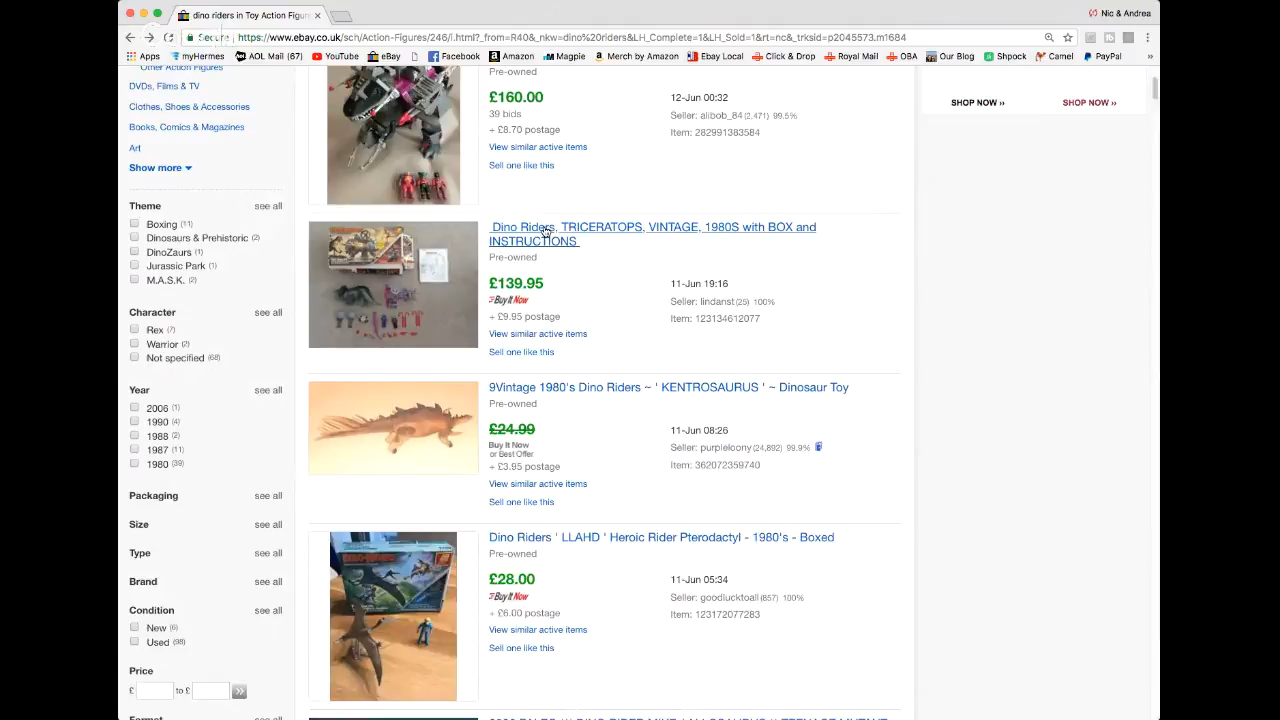 dino riders in Toy Action Figur
Nic & Andrea
Secure
https://www.ebay.co.uk/sch/Action-Figures/246/i.html?_from=R40&_nkw=dino%20riders&LH_Complete=1&LH_Sold=1&rt=nc&_trksid=p2045573.m1684
Apps myHermes AOL Mail (67) YouTube eBay Facebook Amazon Magpie Merch by Amazon Ebay Local Click & Drop Royal Mail OBA Our Blog Shpock Camel PayPal »
Other Action Figures
DVDs, Films & TV
Clothes, Shoes & Accessories
Books, Comics & Magazines
Art
Show more
Theme see all
Boxing (11)
Dinosaurs & Prehistoric (2)
DinoZaurs (1)
Jurassic Park (1)
M.A.S.K. (2)
Character see all
Rex (7)
Warrior (2)
Not specified (68)
Year see all
2006 (1)
1990 (4)
1988 (2)
1987 (11)
1980 (39)
Packaging see all
Size see all
Type see all
Brand see all
Condition see all
New (6)
Used (98)
Price
£ to £ »
Format see all
Pre-owned
£160.00 12-Jun 00:32
39 bids Seller: alibob_84(2,471) 99.5%
+ £8.70 postage Item: 282991383584
View similar active items
Sell one like this
Dino Riders, TRICERATOPS, VINTAGE, 1980S with BOX and
INSTRUCTIONS
Pre-owned
£139.95 11-Jun 19:16
Buy It Now Seller: lindanst(25) 100%
+ £9.95 postage Item: 123134612077
View similar active items
Sell one like this
9Vintage 1980's Dino Riders ~ ' KENTROSAURUS ' ~ Dinosaur Toy
Pre-owned
£24.99 11-Jun 08:26
Buy It Now Seller: purpleloony(24,892) 99.9%
or Best Offer
+ £3.95 postage Item: 362072359740
View similar active items
Sell one like this
Dino Riders ' LLAHD ' Heroic Rider Pterodactyl - 1980's - Boxed
Pre-owned
£28.00 11-Jun 05:34
Buy It Now Seller: goodlucktoall(857) 100%
+ £6.00 postage Item: 123172077283
View similar active items
Sell one like this
SHOP NOW ›› SHOP NOW ››